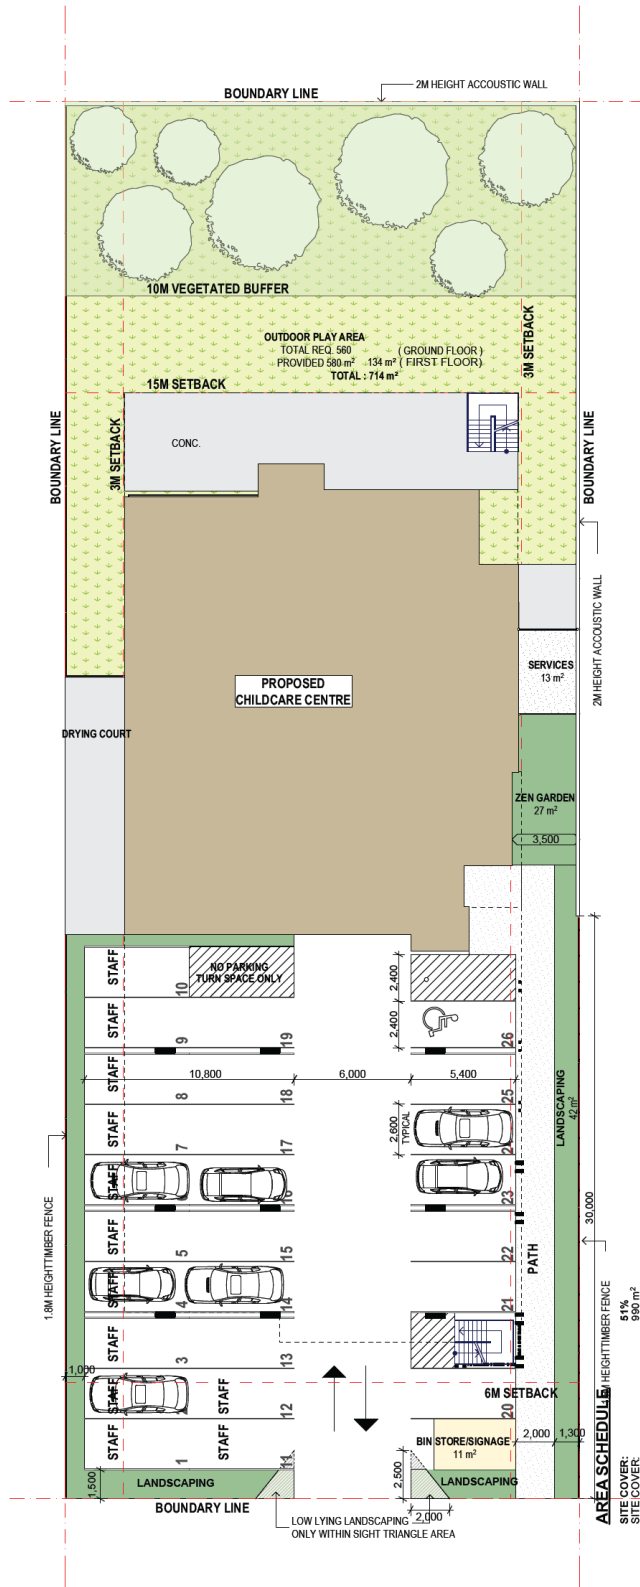 2M HEIGHT ACCOUSTIC WALL
BOUNDARY LINE
10M VEGETATED BUFFER
OUTDOOR PLAY AREA
TOTAL REQ. 560 ( GROUND FLOOR )
PROVIDED 580 m² 134 m² ( FIRST FLOOR)
TOTAL : 714 m²
3M SETBACK
15M SETBACK
BOUNDARY LINE
3M SETBACK
CONC.
BOUNDARY LINE
2M HEIGHT ACCOUSTIC WALL
SERVICES
13 m²
PROPOSED
CHILDCARE CENTRE
DRYING COURT
ZEN GARDEN
27 m²
3,500
STAFF
10
NO PARKING
TURN SPACE ONLY
2,400
STAFF
9
19
2,400
26
10,800
6,000
5,400
STAFF
8
18
25
LANDSCAPING
42 m²
STAFF
7
17
2,600
TYPICAL
STAFF
16
23
30,000
1.8M HEIGHTTIMBER FENCE
STAFF
5
15
22
PATH
STAFF
4
14
21
HEIGHTTIMBER FENCE
STAFF
3
13
1,000
6M SETBACK
STAFF
STAFF
12
20
STAFF
STAFF
1
11
BIN STORE/SIGNAGE
11 m²
2,000
1,300
1,500
LANDSCAPING
2,500
LANDSCAPING
2,000
BOUNDARY LINE
LOW LYING LANDSCAPING
ONLY WITHIN SIGHT TRIANGLE AREA
AREA SCHEDULE
SITE COVER: 51%
SITE COVER: 990 m²